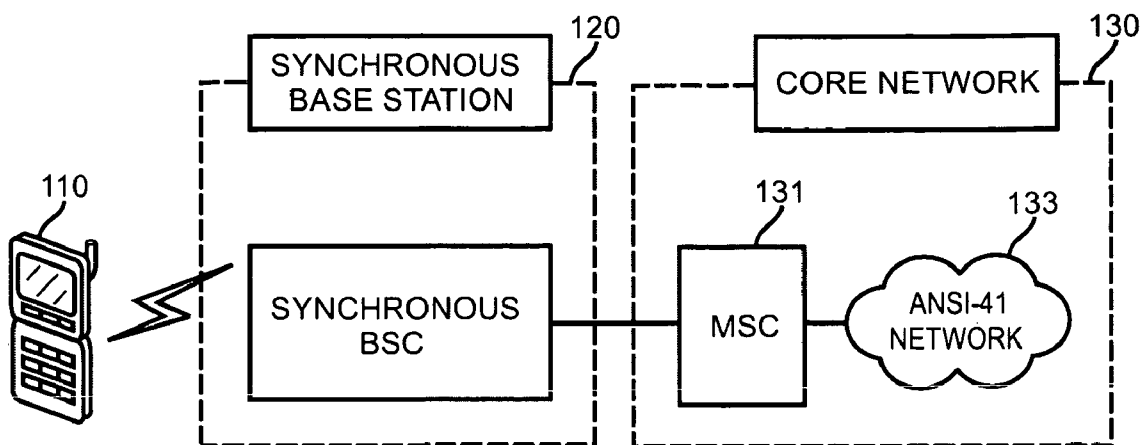 120
130
SYNCHRONOUS
BASE STATION
CORE NETWORK
110
131
133
SYNCHRONOUS
BSC
MSC
ANSI-41
NETWORK